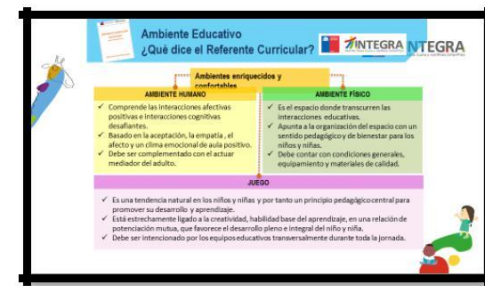 Ambiente Educativo
¿Qué dice el Referente Curricular?
INTEGRA
NTEGRA
Ambientes enriquecidos y
confortables
AMBIENTE HUMANO
✓ Comprende las interacciones afectivas
positivas e interacciones cognitivas
desafiantes.
✓ Basado en la aceptación, la empatía , el
afecto y un clima emocional de aula positivo.
✓ Debe ser complementado con el actuar
mediador del adulto.
AMBIENTE FÍSICO
✓ Es el espacio donde transcurren las
interacciones educativas.
✓ Apunta a la organización del espacio con un
sentido pedagógico y de bienestar para los
niños y niñas.
✓ Debe contar con condiciones generales,
equipamiento y materiales de calidad.
JUEGO
✓ Es una tendencia natural en los niños y niñas y por tanto un principio pedagógico central para
promover su desarrollo y aprendizaje.
✓ Está estrechamente ligado a la creatividad, habilidad base del aprendizaje, en una relación de
potenciación mutua, que favorece el desarrollo pleno e integral del niño y niña.
✓ Debe ser intencionado por los equipos educativos transversalmente durante toda la jornada.